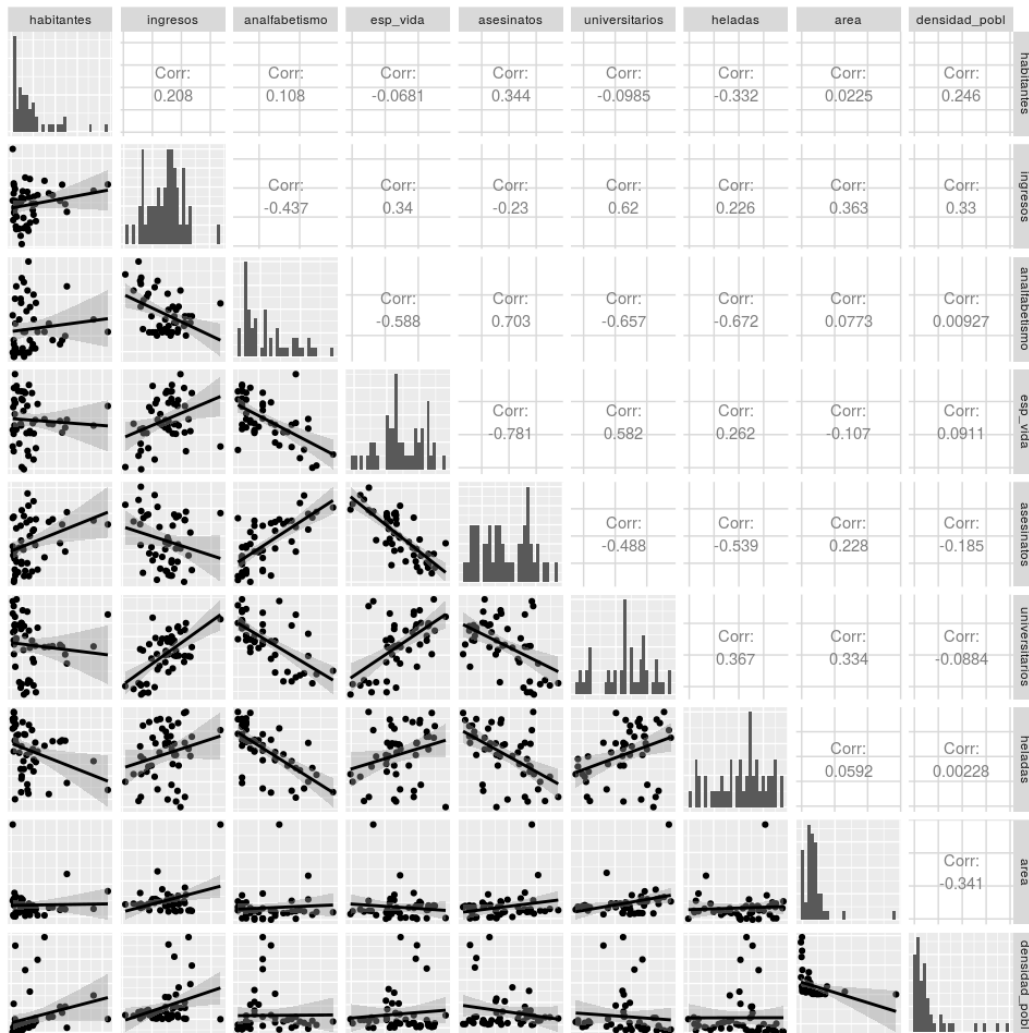 habitantes ingresos analfabetismo esp_vida asesinatos universitarios heladas area densidad_pobl
Corr: Corr: Corr: Corr: Corr: Corr: Corr: Corr:
0.208 0.108 -0.0681 0.344 -0.0985 -0.332 0.0225 0.246
habitantes
Corr: Corr: Corr: Corr: Corr: Corr: Corr:
-0.437 0.34 -0.23 0.62 0.226 0.363 0.33
ingresos
Corr: Corr: Corr: Corr: Corr: Corr:
-0.588 0.703 -0.657 -0.672 0.0773 0.00927
analfabetismo
Corr: Corr: Corr: Corr: Corr:
-0.781 0.582 0.262 -0.107 0.0911
esp_vida
Corr: Corr: Corr: Corr:
-0.488 -0.539 0.228 -0.185
asesinatos
Corr: Corr: Corr:
0.367 0.334 -0.0884
universitarios
Corr: Corr:
0.0592 0.00228
heladas
Corr:
-0.341
area
densidad_pobl